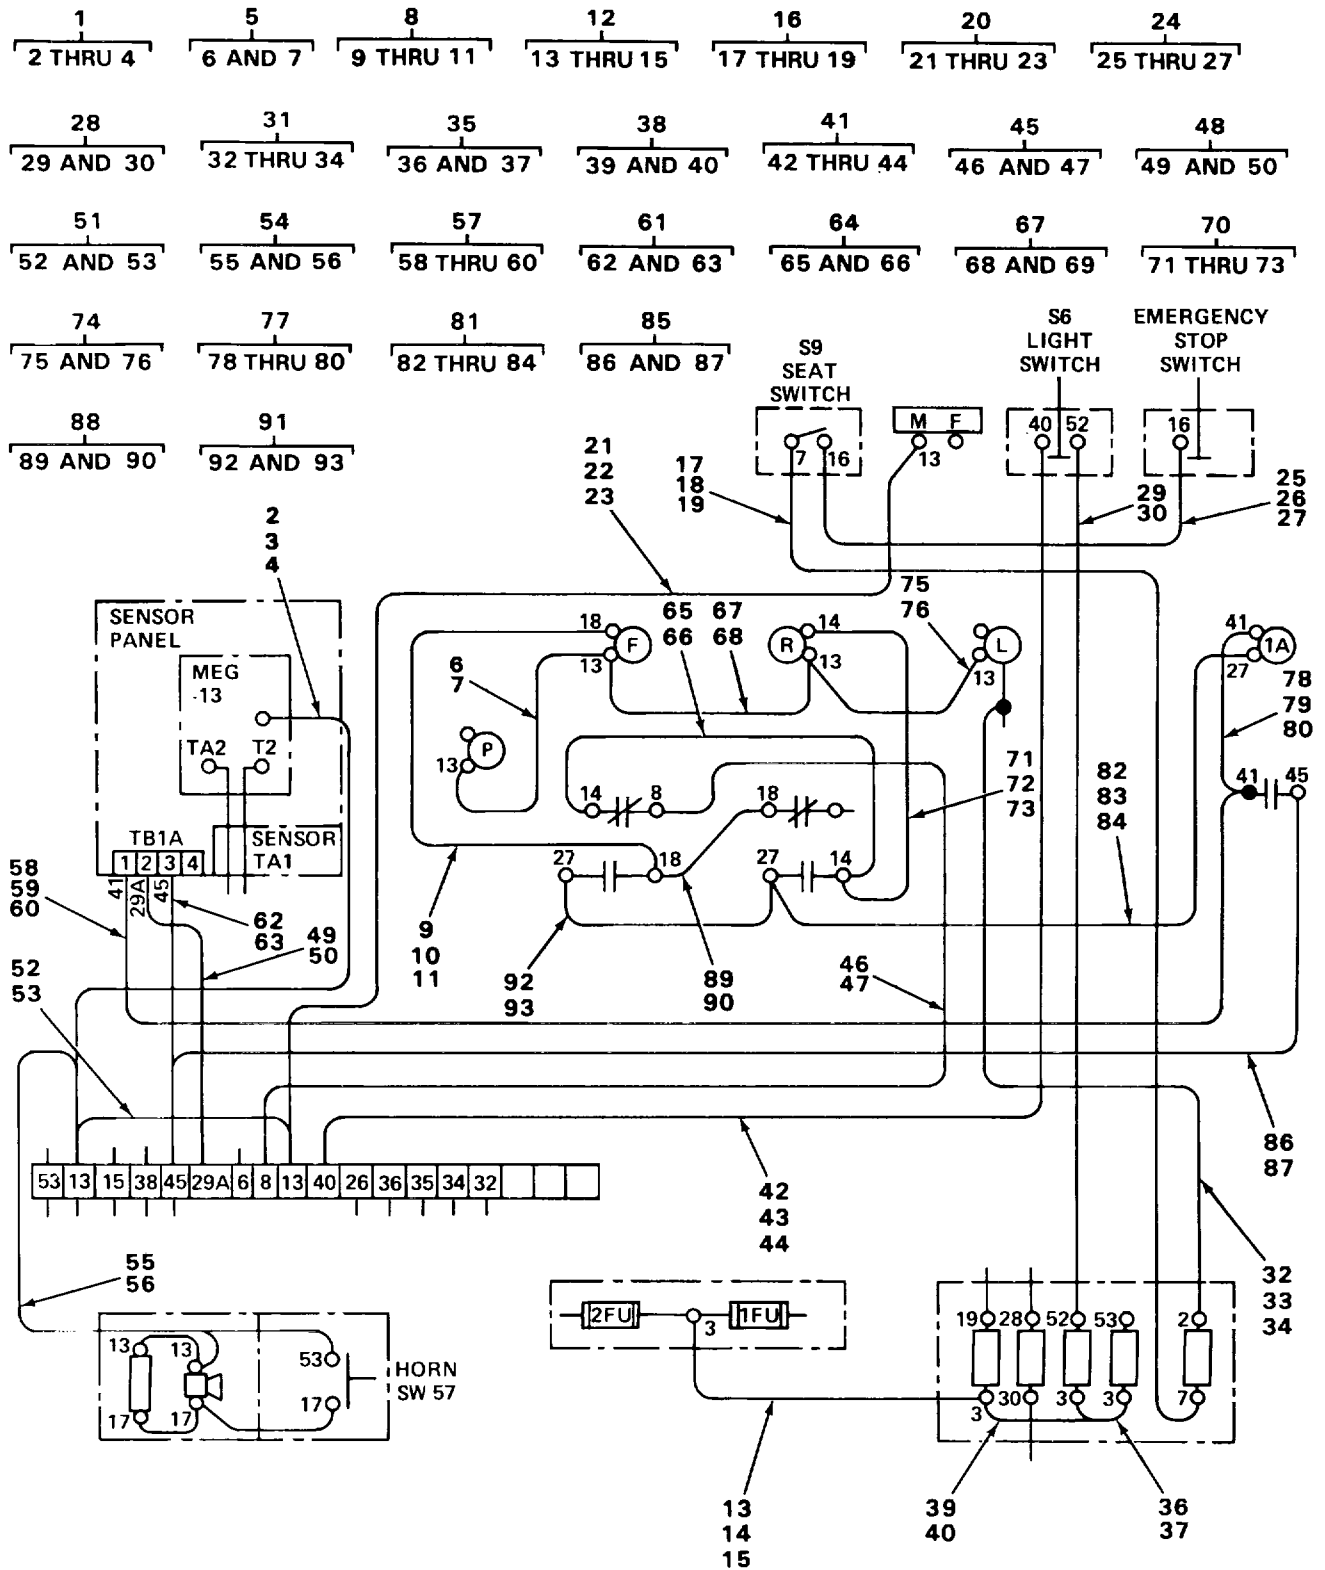 1 5 8 12 16 20 24
2 THRU 4 6 AND 7 9 THRU 11 13 THRU 15 17 THRU 19 21 THRU 23 25 THRU 27
28 31 35 38 41 45 48
29 AND 30 32 THRU 34 36 AND 37 39 AND 40 42 THRU 44 46 AND 47 49 AND 50
51 54 57 61 64 67 70
52 AND 53 55 AND 56 58 THRU 60 62 AND 63 65 AND 66 68 AND 69 71 THRU 73
74 77 81 85
75 AND 76 78 THRU 80 82 THRU 84 86 AND 87
88 91
89 AND 90 92 AND 93
S9
SEAT
SWITCH
S6
LIGHT
SWITCH
EMERGENCY
STOP
SWITCH
M F
40 52
16
7 16
13
21
22
23
17
18
19
29
30
25
26
27
2
3
4
SENSOR
PANEL
MEG
-13
TA2 T2
TB1A
1 2 3 4
SENSOR
TA1
41
29A
45
18
F
13
65
66
67
68
14
R
13
75
76
L
13
41
1A
27
78
79
80
6
7
P
13
14 8
18
71
72
73
82
83
84
41 45
27
18
27
14
58
59
60
62
63
49
50
9
10
11
92
93
89
90
46
47
52
53
86
87
53 13 15 38 45 29A 6 8 13 40 26 36 35 34 32
42
43
44
55
56
32
33
34
13 13
17 17
53
17
HORN
SW 57
2FU
3
1FU
19 28 52 53 2
3 30 3 3 7
13
14
15
39
40
36
37